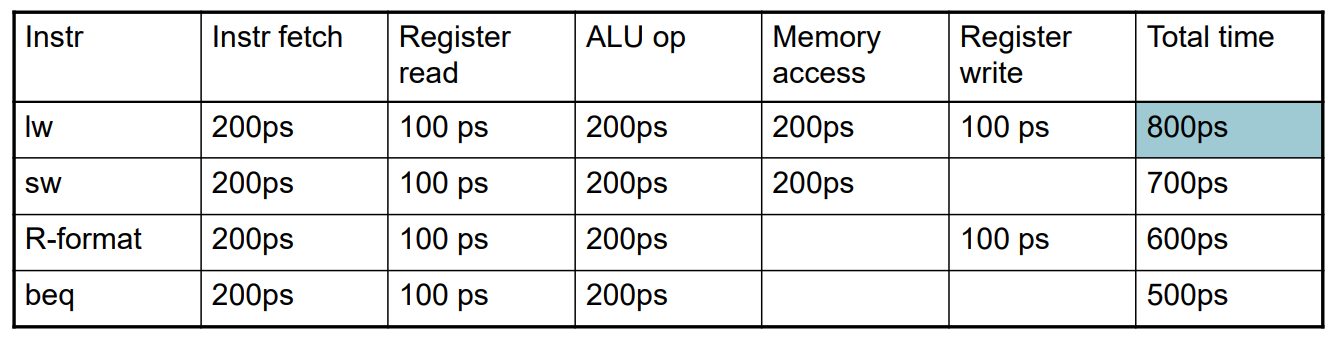 Instr Instr fetch Register read ALU op Memory access Register write Total time
lw 200ps 100 ps 200ps 200ps 100 ps 800ps
sw 200ps 100 ps 200ps 200ps 700ps
R-format 200ps 100 ps 200ps 100 ps 600ps
beq 200ps 100 ps 200ps 500ps